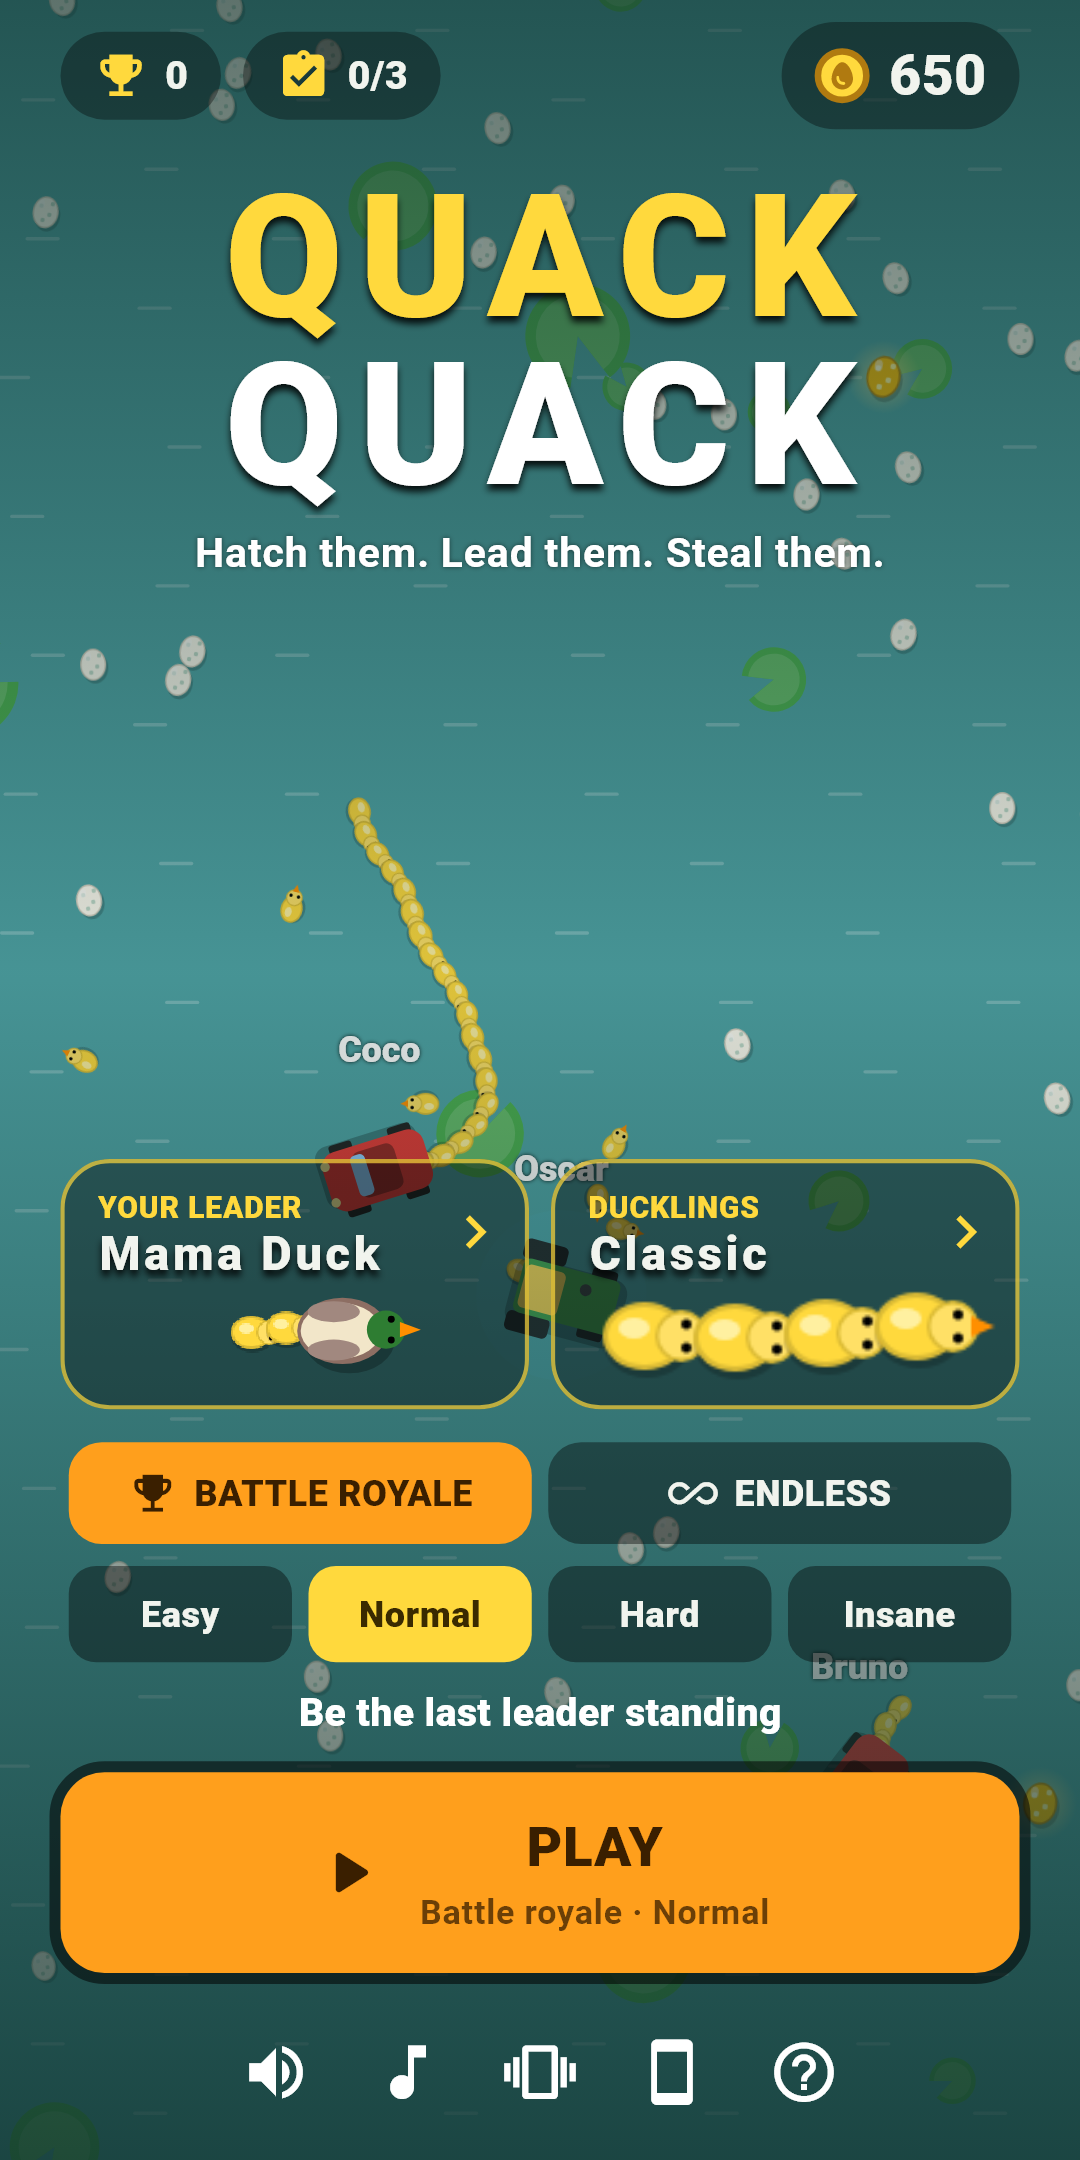 0
0/3
650
QUACK
QUACK
Hatch them. Lead them. Steal them.
Coco
Oscar
YOUR LEADER
Mama Duck
DUCKLINGS
Classic
BATTLE ROYALE
ENDLESS
Easy
Normal
Hard
Insane
Bruno
Be the last leader standing
PLAY
Battle royale · Normal